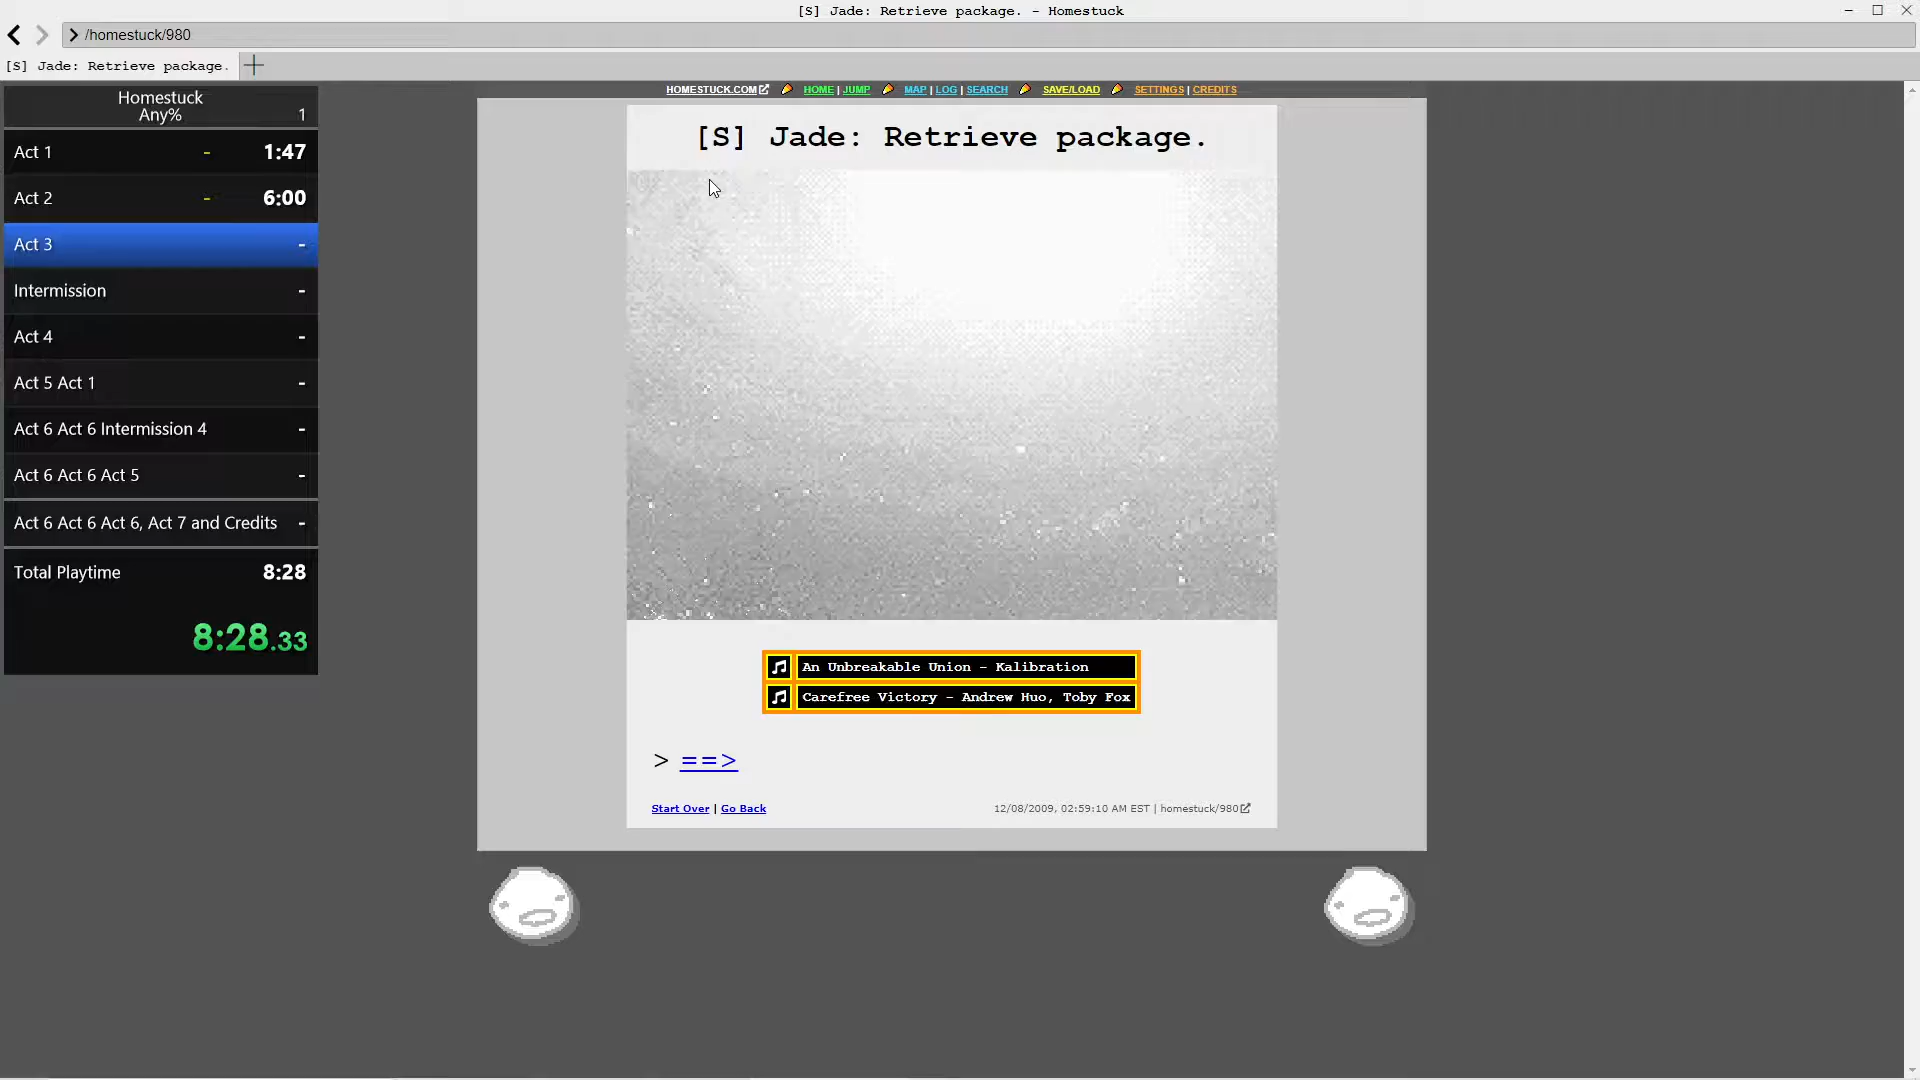 [S] Jade: Retrieve package. - Homestuck
/homestuck/980
[S] Jade: Retrieve package.
HOMESTUCK.COM HOME | JUMP MAP | LOG | SEARCH SAVE/LOAD SETTINGS | CREDITS
Homestuck
Any% 1
Act 1 - 1:47
Act 2 - 6:00
Act 3 -
Intermission -
Act 4 -
Act 5 Act 1 -
Act 6 Act 6 Intermission 4 -
Act 6 Act 6 Act 5 -
Act 6 Act 6 Act 6, Act 7 and Credits -
Total Playtime 8:28
8:28.33
[S] Jade: Retrieve package.
An Unbreakable Union - Kalibration
Carefree Victory - Andrew Huo, Toby Fox
> ==>
Start Over | Go Back 12/08/2009, 02:59:10 AM EST | homestuck/980